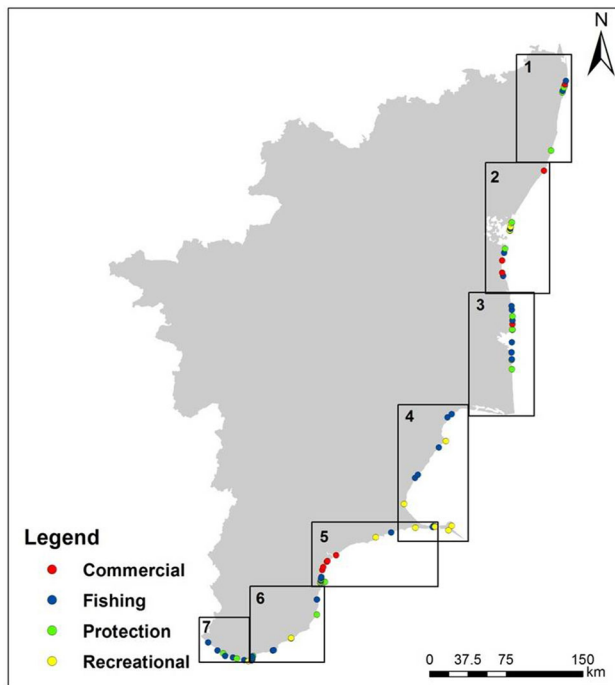 N
1
2
3
4
5
6
7
Legend
Commercial
Fishing
Protection
Recreational
0 37.5 75 150
km